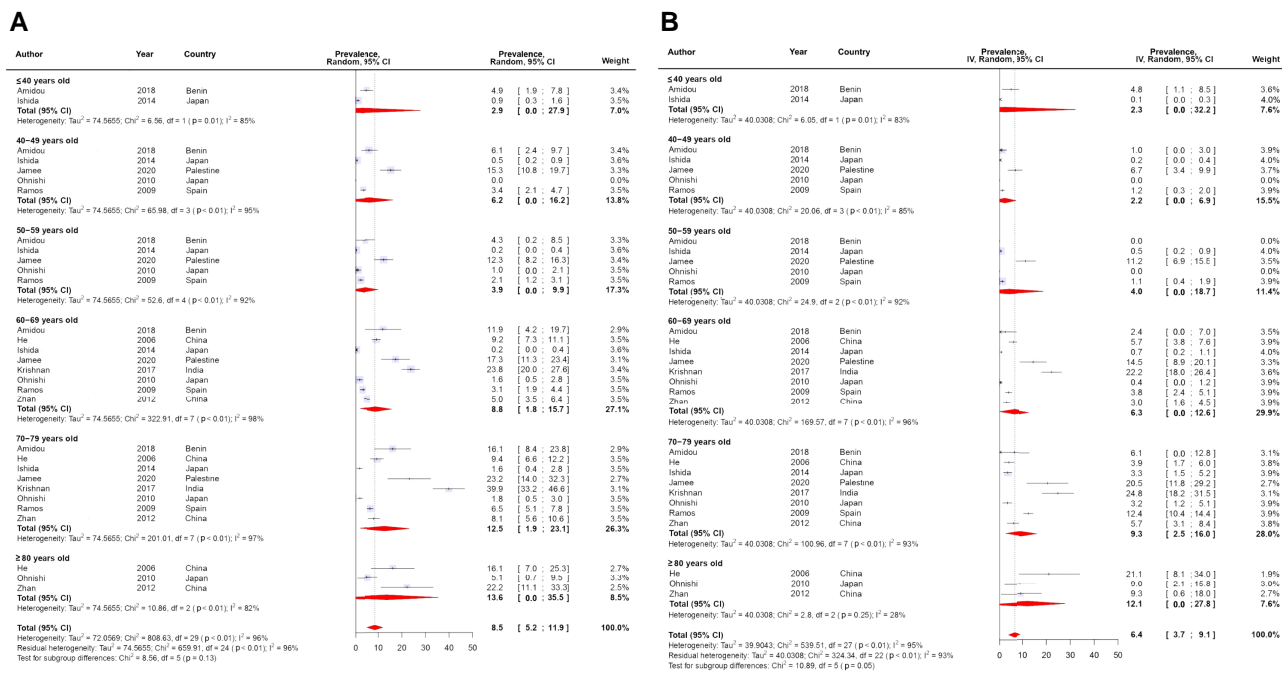 A
Author Year Country Prevalence, Random, 95% CI Prevalence, Random, 95% CI Weight
≤40 years old
Amidou 2018 Benin 4.9 [ 1.9 ; 7.8] 3.4%
Ishida 2014 Japan 0.9 [ 0.3 ; 1.6] 3.5%
Total (95% CI) 2.9 [ 0.0 ; 27.9] 7.0%
Heterogeneity: Tau² = 74.5655; Chi² = 6.56, df = 1 (p = 0.01); I² = 85%
40−49 years old
Amidou 2018 Benin 6.1 [ 2.4 ; 9.7] 3.4%
Ishida 2014 Japan 0.5 [ 0.2 ; 0.9] 3.6%
Jamee 2020 Palestine 15.3 [10.8 ; 19.7] 3.3%
Ohnishi 2010 Japan 0.0 0.0%
Ramos 2009 Spain 3.4 [ 2.1 ; 4.7] 3.5%
Total (95% CI) 6.2 [ 0.0 ; 16.2] 13.8%
Heterogeneity: Tau² = 74.5655; Chi² = 65.98, df = 3 (p < 0.01); I² = 95%
50−59 years old
Amidou 2018 Benin 4.3 [ 0.2 ; 8.5] 3.3%
Ishida 2014 Japan 0.2 [ 0.0 ; 0.4] 3.6%
Jamee 2020 Palestine 12.3 [ 8.2 ; 16.3] 3.4%
Ohnishi 2010 Japan 1.0 [ 0.0 ; 2.1] 3.5%
Ramos 2009 Spain 2.1 [ 1.2 ; 3.1] 3.5%
Total (95% CI) 3.9 [ 0.0 ; 9.9] 17.3%
Heterogeneity: Tau² = 74.5655; Chi² = 52.6, df = 4 (p < 0.01); I² = 92%
60−69 years old
Amidou 2018 Benin 11.9 [ 4.2 ; 19.7] 2.9%
He 2006 China 9.2 [ 7.3 ; 11.1] 3.5%
Ishida 2014 Japan 0.2 [ 0.0 ; 0.4] 3.6%
Jamee 2020 Palestine 17.3 [11.3 ; 23.4] 3.1%
Krishnan 2017 India 23.8 [20.0 ; 27.6] 3.4%
Ohnishi 2010 Japan 1.6 [ 0.5 ; 2.8] 3.5%
Ramos 2009 Spain 3.1 [ 1.9 ; 4.4] 3.5%
Zhan 2012 China 5.0 [ 3.5 ; 6.4] 3.5%
Total (95% CI) 8.8 [ 1.8 ; 15.7] 27.1%
Heterogeneity: Tau² = 74.5655; Chi² = 322.91, df = 7 (p < 0.01); I² = 98%
70−79 years old
Amidou 2018 Benin 16.1 [ 8.4 ; 23.8] 2.9%
He 2006 China 9.4 [ 6.6 ; 12.2] 3.5%
Ishida 2014 Japan 1.6 [ 0.4 ; 2.8] 3.5%
Jamee 2020 Palestine 23.2 [14.0 ; 32.3] 2.7%
Krishnan 2017 India 39.9 [33.2 ; 46.6] 3.1%
Ohnishi 2010 Japan 1.8 [ 0.5 ; 3.0] 3.5%
Ramos 2009 Spain 6.5 [ 5.1 ; 7.8] 3.5%
Zhan 2012 China 8.1 [ 5.6 ; 10.6] 3.5%
Total (95% CI) 12.5 [ 1.9 ; 23.1] 26.3%
Heterogeneity: Tau² = 74.5655; Chi² = 201.01, df = 7 (p < 0.01); I² = 97%
≥80 years old
He 2006 China 16.1 [ 7.0 ; 25.3] 2.7%
Ohnishi 2010 Japan 5.1 [ 0.7 ; 9.5] 3.3%
Zhan 2012 China 22.2 [11.1 ; 33.3] 2.5%
Total (95% CI) 13.6 [ 0.0 ; 35.5] 8.5%
Heterogeneity: Tau² = 74.5655; Chi² = 10.86, df = 2 (p < 0.01); I² = 82%
Total (95% CI) 8.5 [ 5.2 ; 11.9] 100.0%
Heterogeneity: Tau² = 72.0569; Chi² = 808.63, df = 29 (p < 0.01); I² = 96%
Residual heterogeneity: Tau² = 74.5655; Chi² = 659.91, df = 24 (p < 0.01); I² = 96%
Test for subgroup differences: Chi² = 8.56, df = 5 (p = 0.13)
0 10 20 30 40 50
B
Author Year Country Prevalence, IV, Random, 95% CI Prevalence, IV, Random, 95% CI Weight
≤40 years old
Amidou 2018 Benin 4.8 [ 1.1 ; 8.5] 3.6%
Ishida 2014 Japan 0.1 [ 0.0 ; 0.3] 4.0%
Total (95% CI) 2.3 [ 0.0 ; 32.2] 7.6%
Heterogeneity: Tau² = 40.0308; Chi² = 6.05, df = 1 (p = 0.01); I² = 83%
40−49 years old
Amidou 2018 Benin 1.0 [ 0.0 ; 3.0] 3.9%
Ishida 2014 Japan 0.2 [ 0.0 ; 0.4] 4.0%
Jamee 2020 Palestine 6.7 [ 3.4 ; 9.9] 3.7%
Ohnishi 2010 Japan 0.0 0.0%
Ramos 2009 Spain 1.2 [ 0.3 ; 2.0] 3.9%
Total (95% CI) 2.2 [ 0.0 ; 6.9] 15.5%
Heterogeneity: Tau² = 40.0308; Chi² = 20.06, df = 3 (p < 0.01); I² = 85%
50−59 years old
Amidou 2018 Benin 0.0 0.0%
Ishida 2014 Japan 0.5 [ 0.2 ; 0.9] 4.0%
Jamee 2020 Palestine 11.2 [ 6.9 ; 15.5] 3.5%
Ohnishi 2010 Japan 0.0 0.0%
Ramos 2009 Spain 1.1 [ 0.4 ; 1.9] 3.9%
Total (95% CI) 4.0 [ 0.0 ; 18.7] 11.4%
Heterogeneity: Tau² = 40.0308; Chi² = 24.9, df = 2 (p < 0.01); I² = 92%
60−69 years old
Amidou 2018 Benin 2.4 [ 0.0 ; 7.0] 3.5%
He 2006 China 5.7 [ 3.8 ; 7.6] 3.9%
Ishida 2014 Japan 0.7 [ 0.2 ; 1.1] 4.0%
Jamee 2020 Palestine 14.5 [ 8.9 ; 20.1] 3.3%
Krishnan 2017 India 22.2 [18.0 ; 26.4] 3.6%
Ohnishi 2010 Japan 0.4 [ 0.0 ; 1.2] 3.9%
Ramos 2009 Spain 3.8 [ 2.4 ; 5.1] 3.9%
Zhan 2012 China 3.0 [ 1.6 ; 4.5] 3.9%
Total (95% CI) 6.3 [ 0.0 ; 12.6] 29.9%
Heterogeneity: Tau² = 40.0308; Chi² = 169.57, df = 7 (p < 0.01); I² = 96%
70−79 years old
Amidou 2018 Benin 6.1 [ 0.0 ; 12.8] 3.1%
He 2006 China 3.9 [ 1.7 ; 6.0] 3.8%
Ishida 2014 Japan 3.3 [ 1.5 ; 5.2] 3.9%
Jamee 2020 Palestine 20.5 [11.8 ; 29.2] 2.7%
Krishnan 2017 India 24.8 [18.2 ; 31.5] 3.1%
Ohnishi 2010 Japan 3.2 [ 1.2 ; 5.1] 3.9%
Ramos 2009 Spain 12.4 [10.4 ; 14.4] 3.9%
Zhan 2012 China 5.7 [ 3.1 ; 8.4] 3.8%
Total (95% CI) 9.3 [ 2.5 ; 16.0] 28.0%
Heterogeneity: Tau² = 40.0308; Chi² = 100.96, df = 7 (p < 0.01); I² = 93%
≥80 years old
He 2006 China 21.1 [ 8.1 ; 34.0] 1.9%
Ohnishi 2010 Japan [ 2.1 ; 15.8] 3.0%
Zhan 2012 China 9.3 [ 0.6 ; 18.0] 2.7%
Total (95% CI) 12.1 [ 0.0 ; 27.8] 7.6%
Heterogeneity: Tau² = 40.0308; Chi² = 2.8, df = 2 (p = 0.25); I² = 28%
Total (95% CI) 6.4 [ 3.7 ; 9.1] 100.0%
Heterogeneity: Tau² = 39.9043; Chi² = 539.51, df = 27 (p < 0.01); I² = 95%
Residual heterogeneity: Tau² = 40.0308; Chi² = 324.34, df = 22 (p < 0.01); I² = 93%
Test for subgroup differences: Chi² = 10.89, df = 5 (p = 0.05)
0 10 20 30 40 50